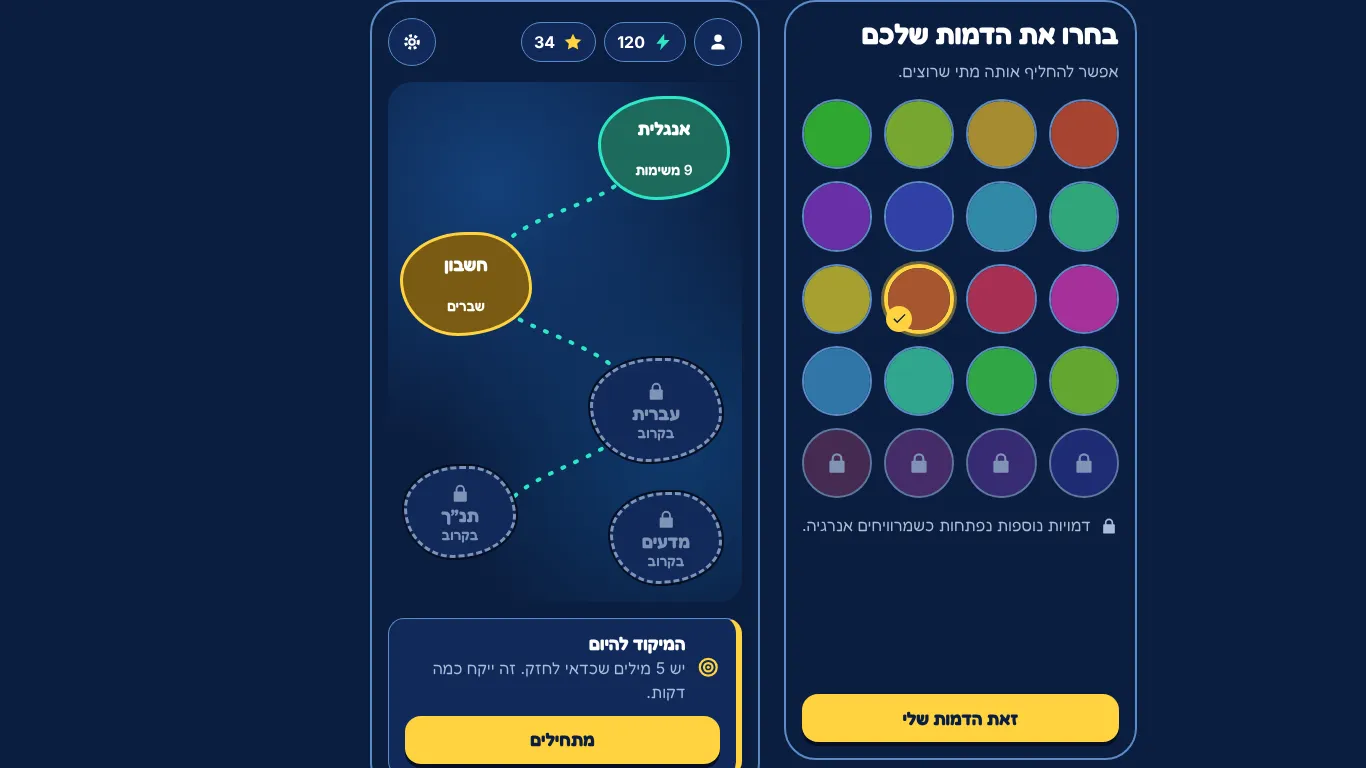 בחרו את הדמות שלכם
אפשר להחליף אותה מתי שרוצים.
דמויות נוספות נפתחות כשמרוויחים אנרגיה.
זאת הדמות שלי
120
34
אנגלית
9 משימות
חשבון
שברים
עברית
בקרוב
תנ״ך
בקרוב
מדעים
בקרוב
המיקוד להיום
יש 5 מילים שכדאי לחזק. זה ייקח כמה
דקות.
מתחילים